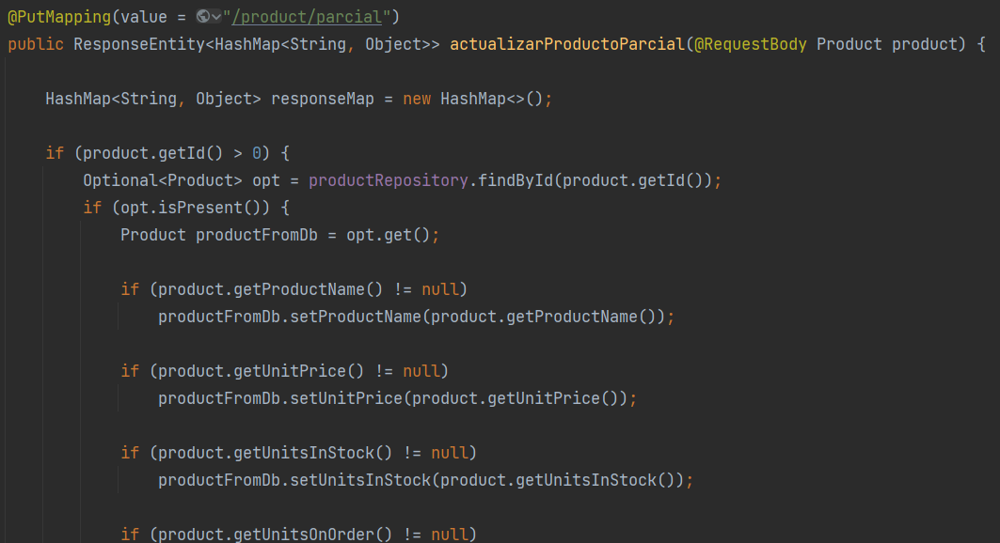 @PutMapping(value = "/product/parcial")
public ResponseEntity<HashMap<String, Object>> actualizarProductoParcial(@RequestBody Product product) {
HashMap<String, Object> responseMap = new HashMap<>();
if (product.getId() > 0) {
Optional<Product> opt = productRepository.findById(product.getId());
if (opt.isPresent()) {
Product productFromDb = opt.get();
if (product.getProductName() != null)
productFromDb.setProductName(product.getProductName());
if (product.getUnitPrice() != null)
productFromDb.setUnitPrice(product.getUnitPrice());
if (product.getUnitsInStock() != null)
productFromDb.setUnitsInStock(product.getUnitsInStock());
if (product.getUnitsOnOrder() != null)